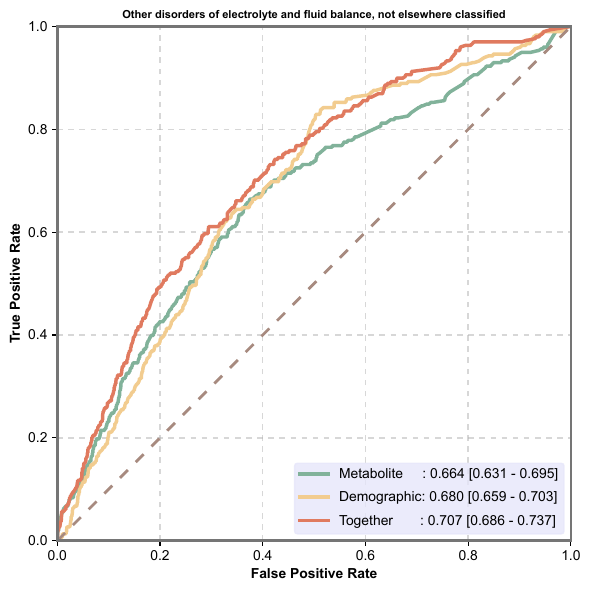 Other disorders of electrolyte and fluid balance, not elsewhere classified
True Positive Rate
1.0
0.8
0.6
0.4
0.2
0.0
Metabolite : 0.664 [0.631 - 0.695]
Demographic: 0.680 [0.659 - 0.703]
Together : 0.707 [0.686 - 0.737]
0.0 0.2 0.4 0.6 0.8 1.0
False Positive Rate